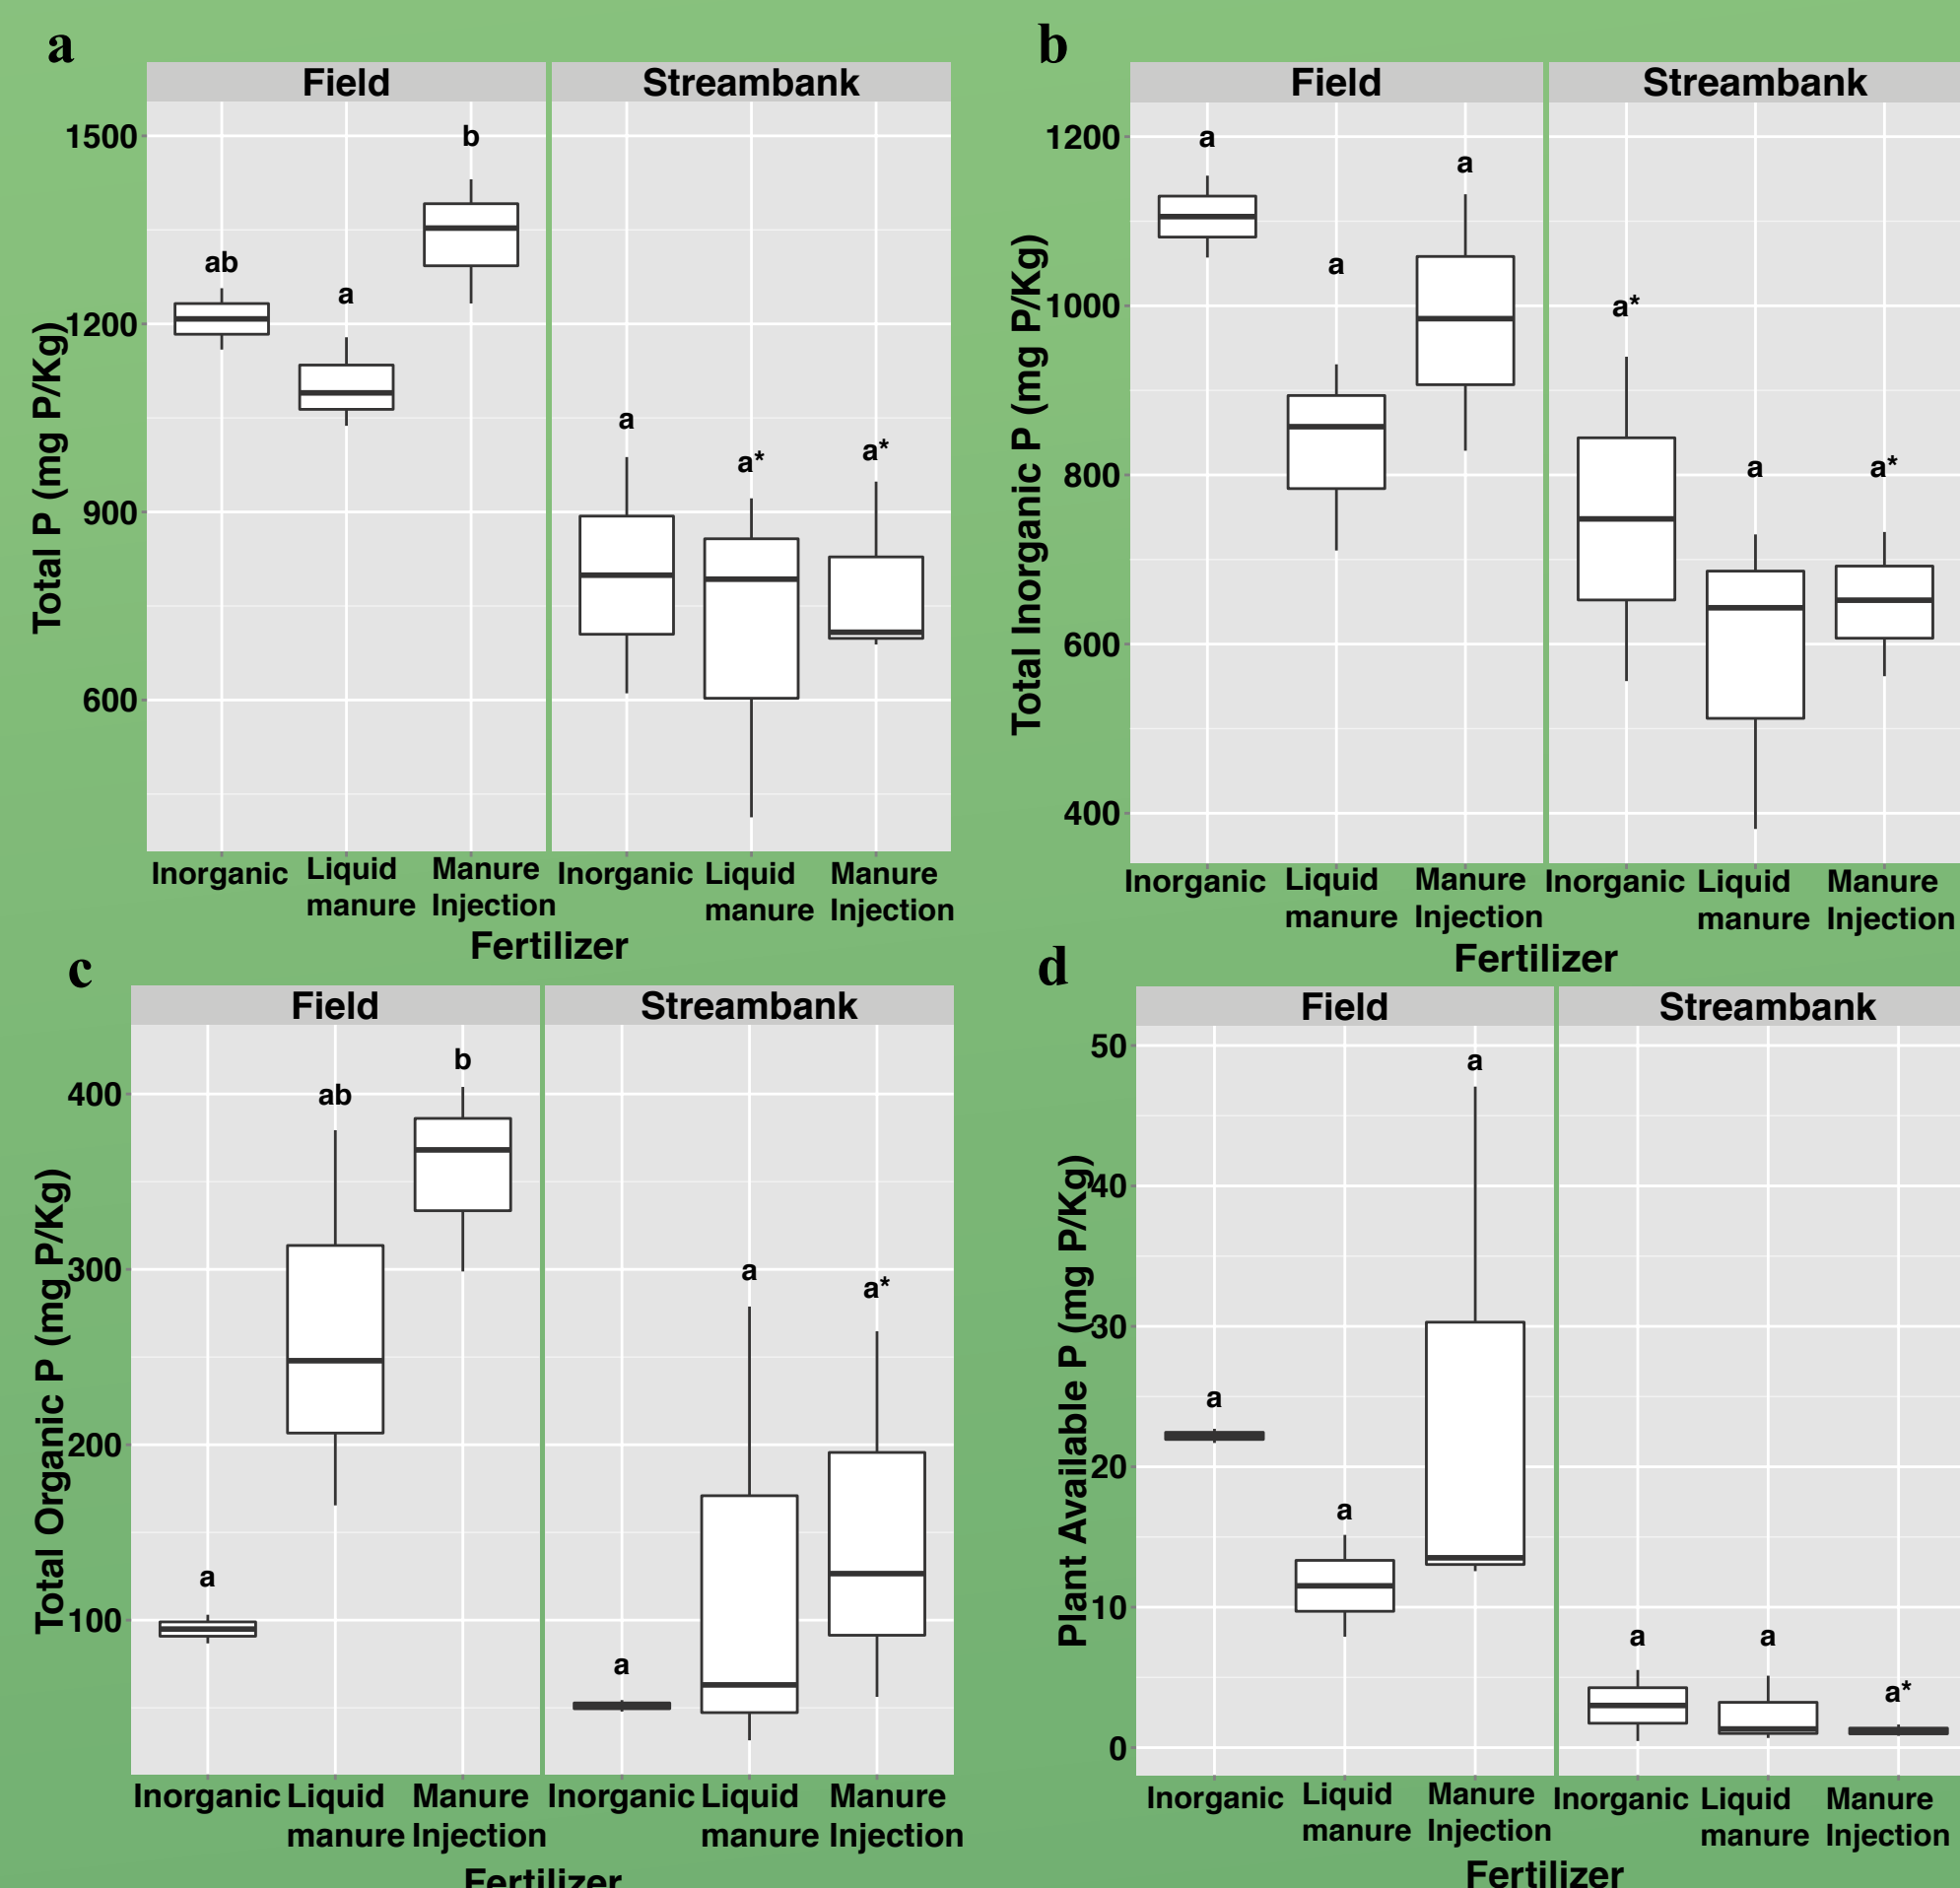 a
Field
Streambank
Total P (mg P/Kg)
1500
1200
900
600
ab
a
b
a
a*
a*
Inorganic
Liquid
manure
Manure
Injection
Inorganic
Liquid
manure
Manure
Injection
Fertilizer
b
Field
Streambank
Total Inorganic P (mg P/Kg)
1200
1000
800
600
400
a
a
a
a*
a
a*
Inorganic
Liquid
manure
Manure
Injection
Inorganic
Liquid
manure
Manure
Injection
Fertilizer
c
Field
Streambank
Total Organic P (mg P/Kg)
400
300
200
100
a
ab
b
a
a
a*
Inorganic
Liquid
manure
Manure
Injection
Inorganic
Liquid
manure
Manure
Injection
Fertilizer
d
Field
Streambank
Plant Available P (mg P/Kg)
50
40
30
20
10
0
a
a
a
a
a
a*
Inorganic
Liquid
manure
Manure
Injection
Inorganic
Liquid
manure
Manure
Injection
Fertilizer